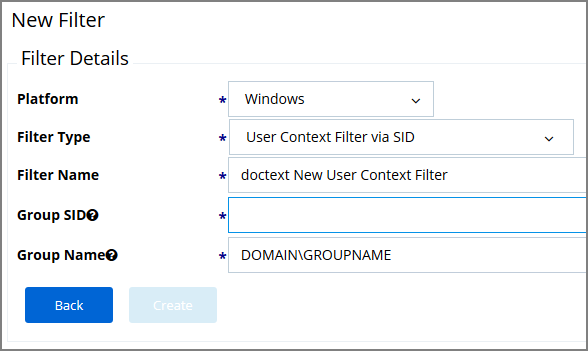 New Filter
Filter Details
Platform * Windows
Filter Type * User Context Filter via SID
Filter Name * doctext New User Context Filter
Group SID? *
Group Name? * DOMAIN\GROUPNAME
Back Create